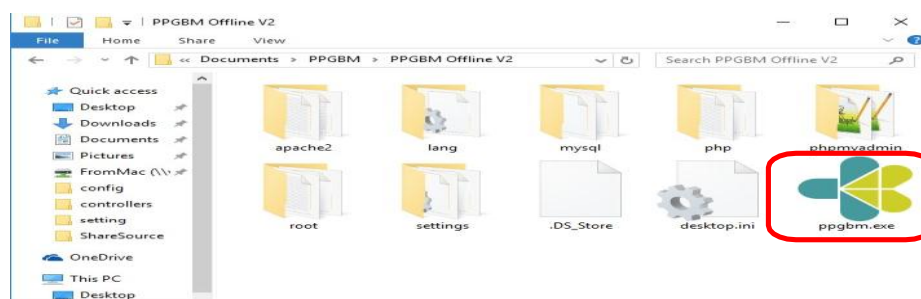 PPGBM Offline V2
File Home Share View
« Documents > PPGBM > PPGBM Offline V2
Search PPGBM Offline V2
Quick access
Desktop
Downloads
Documents
Pictures
FromMac (\\
config
controllers
setting
ShareSource
OneDrive
This PC
Desktop
apache2 lang mysql php phpmyadmin
root settings .DS_Store desktop.ini ppgbm.exe